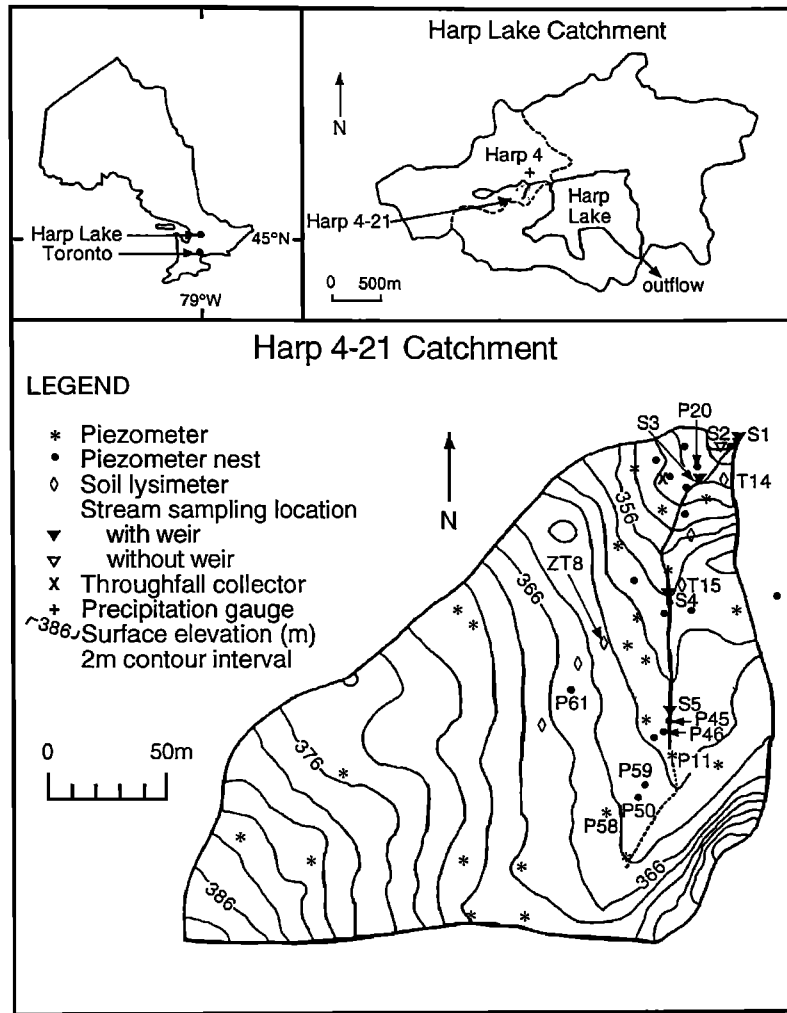 Harp Lake
Toronto
45°N
79°W
Harp Lake Catchment
N
Harp 4
+
Harp 4-21
Harp
Lake
0 500m
outflow
Harp 4-21 Catchment
LEGEND
* Piezometer
• Piezometer nest
◊ Soil lysimeter
Stream sampling location
▼ with weir
▽ without weir
x Throughfall collector
+ Precipitation gauge
386 Surface elevation (m)
2m contour interval
0 50m
N
P20
S3
S2
S1
T14
356
ZT8
T15
S4
366
P61
S5
P45
P46
P11
376
P59
P50
P58
366
386